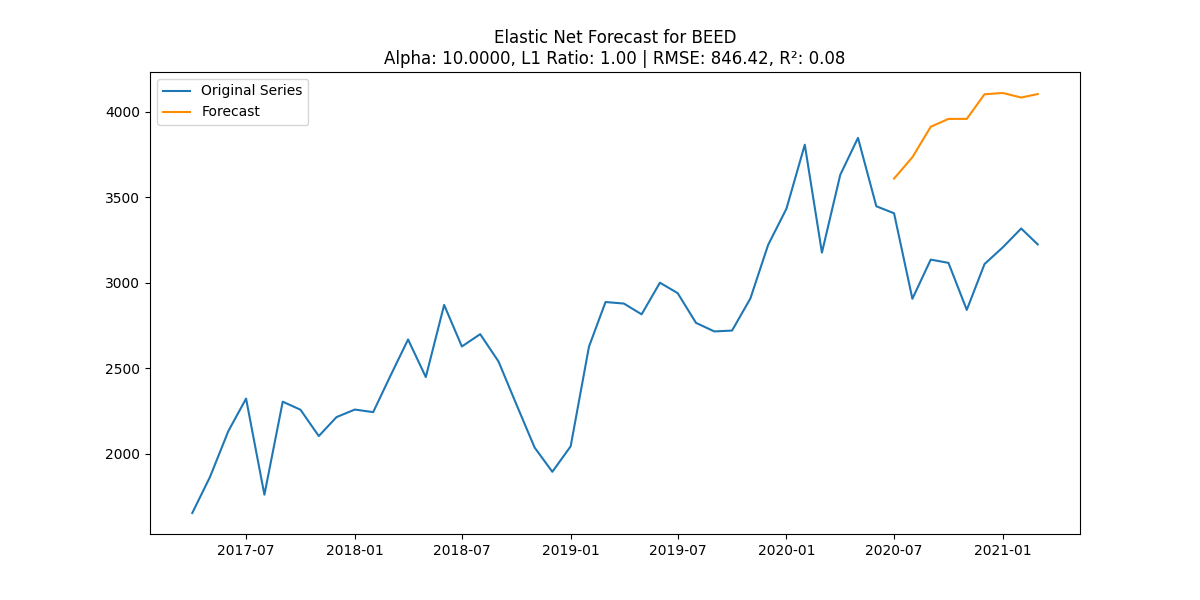 Elastic Net Forecast for BEED
Alpha: 10.0000, L1 Ratio: 1.00 | RMSE: 846.42, R²: 0.08
Original Series
Forecast
4000
3500
3000
2500
2000
2017-07 2018-01 2018-07 2019-01 2019-07 2020-01 2020-07 2021-01